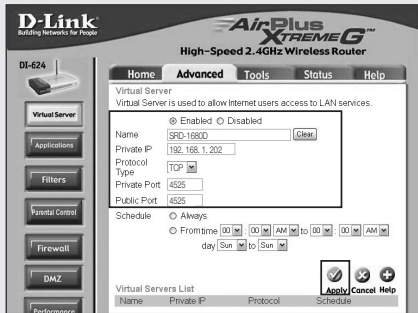 D-Link
Building Networks for People
AirPlus
XTREME G™
High-Speed 2.4GHz Wireless Router
DI-624
Home Advanced Tools Status Help
Virtual Server
Applications
Filters
Parental Control
Firewall
DMZ
Performance
Virtual Server
Virtual Server is used to allow Internet users access to LAN services.
Enabled Disabled
Name SRD-1680D Clear
Private IP 192. 168. 1. 202
Protocol
Type TCP
Private Port 4525
Public Port 4525
Schedule Always
From time 00 : 00 AM to 00 : 00 AM
day Sun to Sun
Apply Cancel Help
Virtual Servers List
Name Private IP Protocol Schedule